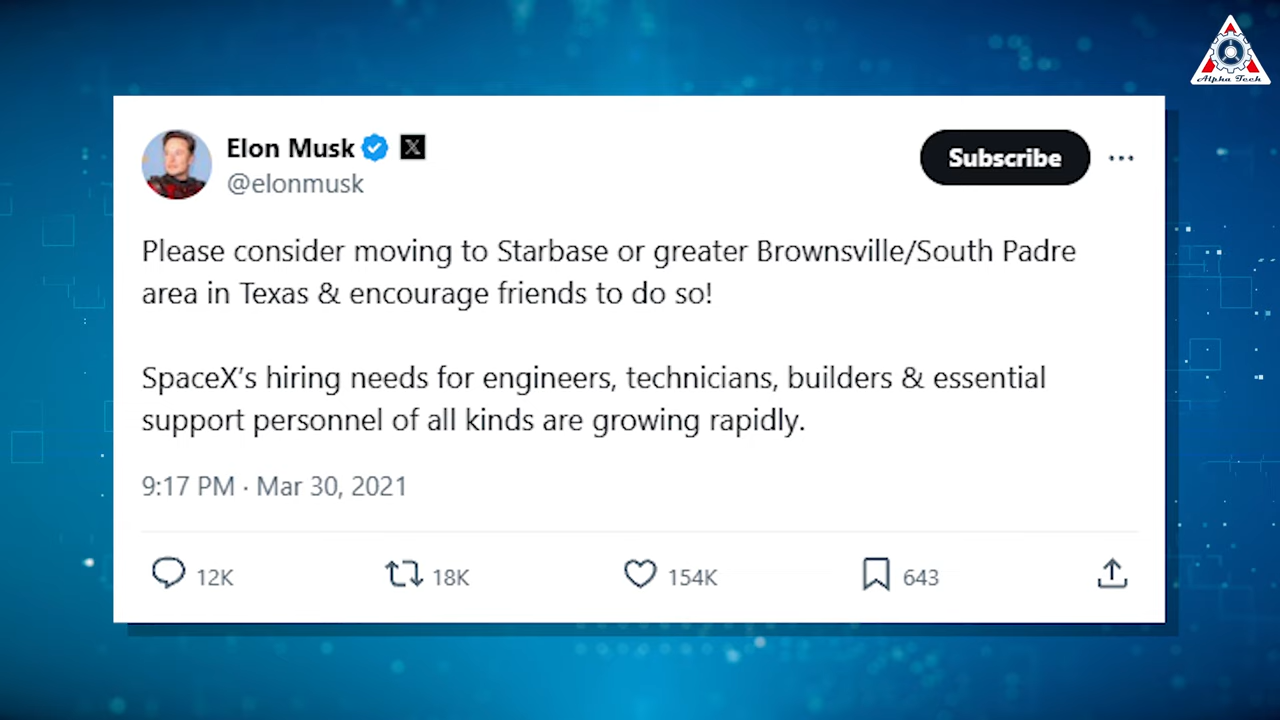 Alpha Tech
Elon Musk
@elonmusk
Subscribe
Please consider moving to Starbase or greater Brownsville/South Padre
area in Texas & encourage friends to do so!
SpaceX’s hiring needs for engineers, technicians, builders & essential
support personnel of all kinds are growing rapidly.
9:17 PM · Mar 30, 2021
12K 18K 154K 643